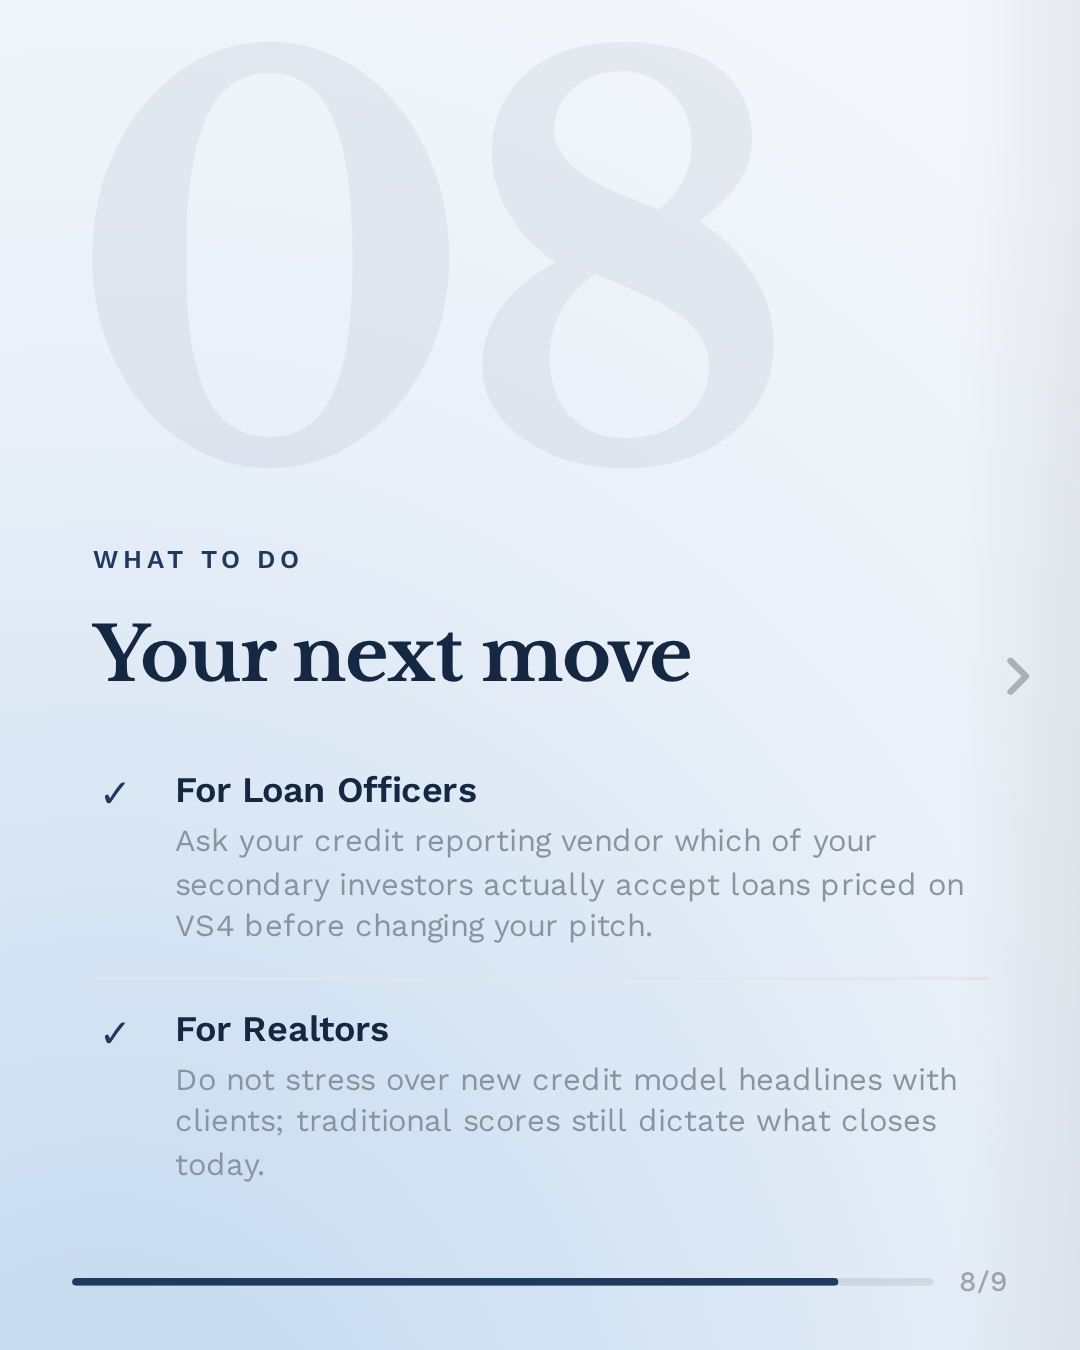 08
WHAT TO DO
Your next move
✓ For Loan Officers
Ask your credit reporting vendor which of your
secondary investors actually accept loans priced on
VS4 before changing your pitch.
✓ For Realtors
Do not stress over new credit model headlines with
clients; traditional scores still dictate what closes
today.
8/9